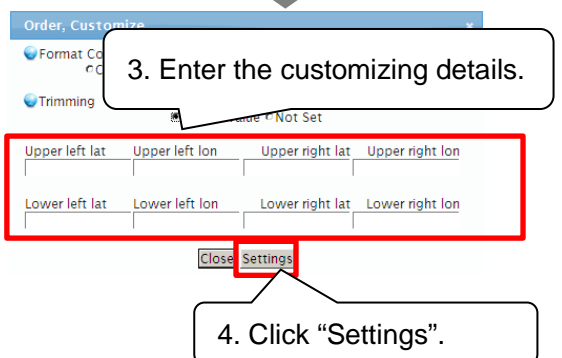 Order, Customize ×
Format Co
3. Enter the customizing details.
Trimming
Not Set
Upper left lat Upper left lon Upper right lat Upper right lon
Lower left lat Lower left lon Lower right lat Lower right lon
Close Settings
4. Click “Settings”.